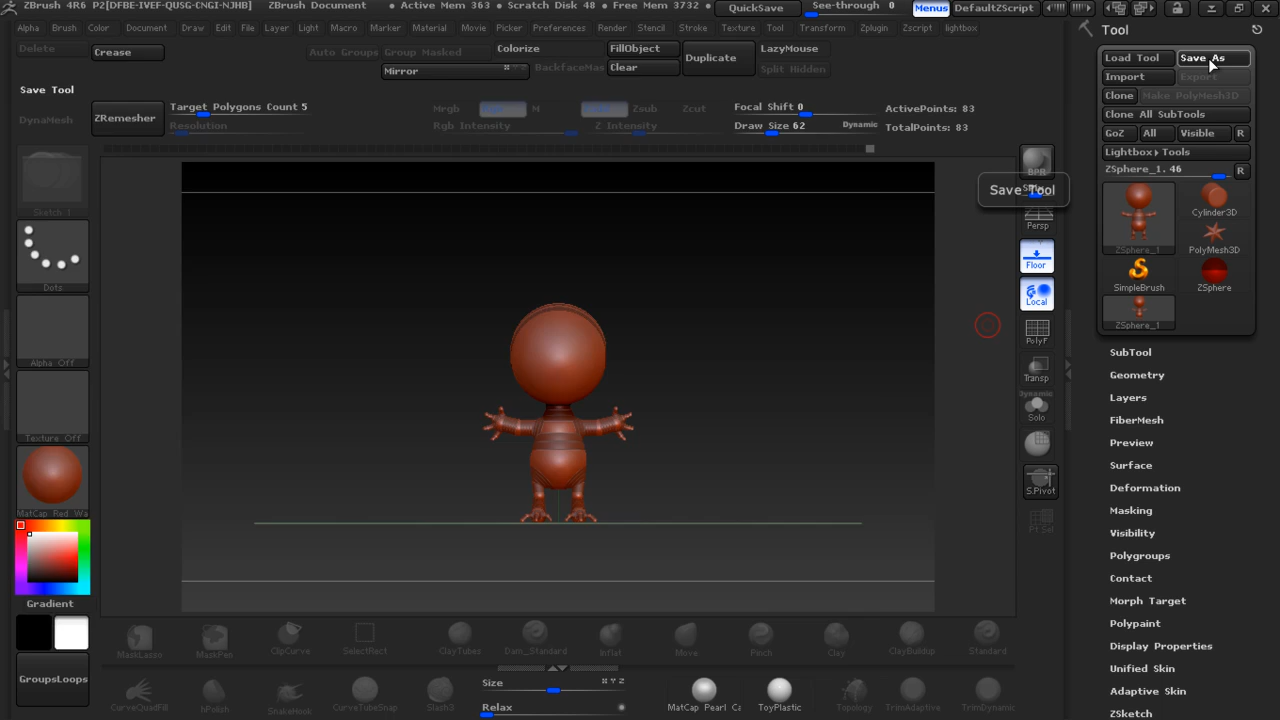 ZBrush 4R6 P[DFBE-IVEF-QUSG-CNGI-NJHB]
ZBrush Document
• Active Mem 363 • Scratch Disk 48 • Free Mem 3732 •
QuickSave
See-through 0
Menus
DefaultZScript
Alpha Brush Color Document Draw Edit File Layer Light Macro Marker Material Movie Picker Preferences Render Stencil Stroke Texture Tool Transform Zplugin Zscript lightbox
Delete
Crease
Auto Groups
Group Masked
Colorize
FillObject
Duplicate
LazyMouse
Mirror
X Y Z
BackfaceMas
Clear
Split Hidden
Save Tool
DynaMesh
ZRemesher
Target Polygons Count 5
Resolution
Mrgb
M
Zsub
Zcut
Rgb Intensity
Z Intensity
Focal Shift 0
Draw Size 62
Dynamic
ActivePoints: 83
TotalPoints: 83
Sketch 1
Dots
Alpha Off
Texture Off
MatCap Red Wa
Gradient
GroupsLoops
BPR
Save Tool
Persp
Floor
Local
PolyF
Transp
Dynamic
Solo
S.Pivot
Pt Sel
Tool
Load Tool
Save As
Import
Export
Clone
Make PolyMesh3D
Clone All SubTools
GoZ
All
Visible
R
Lightbox▸Tools
ZSphere_1. 46
R
ZSphere_1
Cylinder3D
PolyMesh3D
SimpleBrush
ZSphere
ZSphere_1
SubTool
Geometry
Layers
FiberMesh
Preview
Surface
Deformation
Masking
Visibility
Polygroups
Contact
Morph Target
Polypaint
Display Properties
Unified Skin
Adaptive Skin
ZSketch
MaskLasso
MaskPen
ClipCurve
SelectRect
ClayTubes
Dam_Standard
Inflat
Move
Pinch
Clay
ClayBuildup
Standard
CurveQuadFill
hPolish
SnakeHook
CurveTubeSnap
Slash3
Size
X Y Z
Relax
MatCap Pearl Ca
ToyPlastic
Topology
TrimAdaptive
TrimDynamic